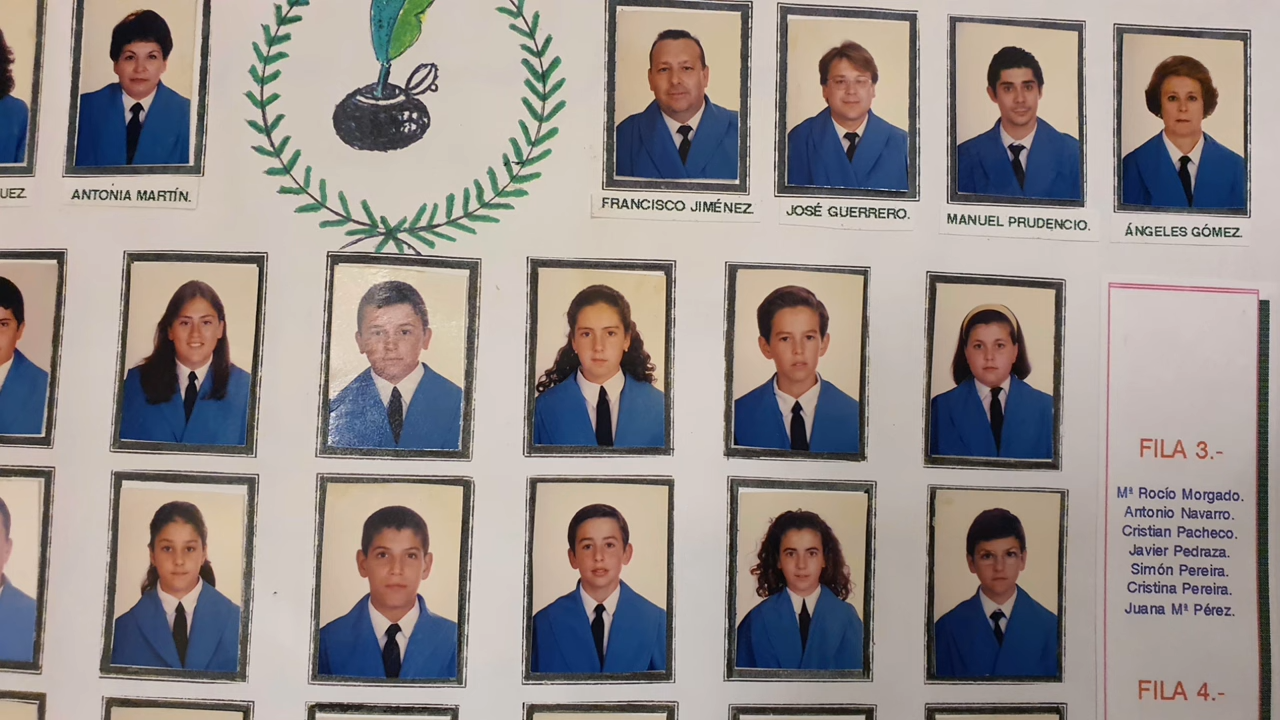 UEZ.
ANTONIA MARTÍN.
FRANCISCO JIMÉNEZ.
JOSÉ GUERRERO.
MANUEL PRUDENCIO.
ÁNGELES GÓMEZ.
FILA 3.-
Mª Rocío Morgado.
Antonio Navarro.
Cristian Pacheco.
Javier Pedraza.
Simón Pereira.
Cristina Pereira.
Juana Mª Pérez.
FILA 4.-